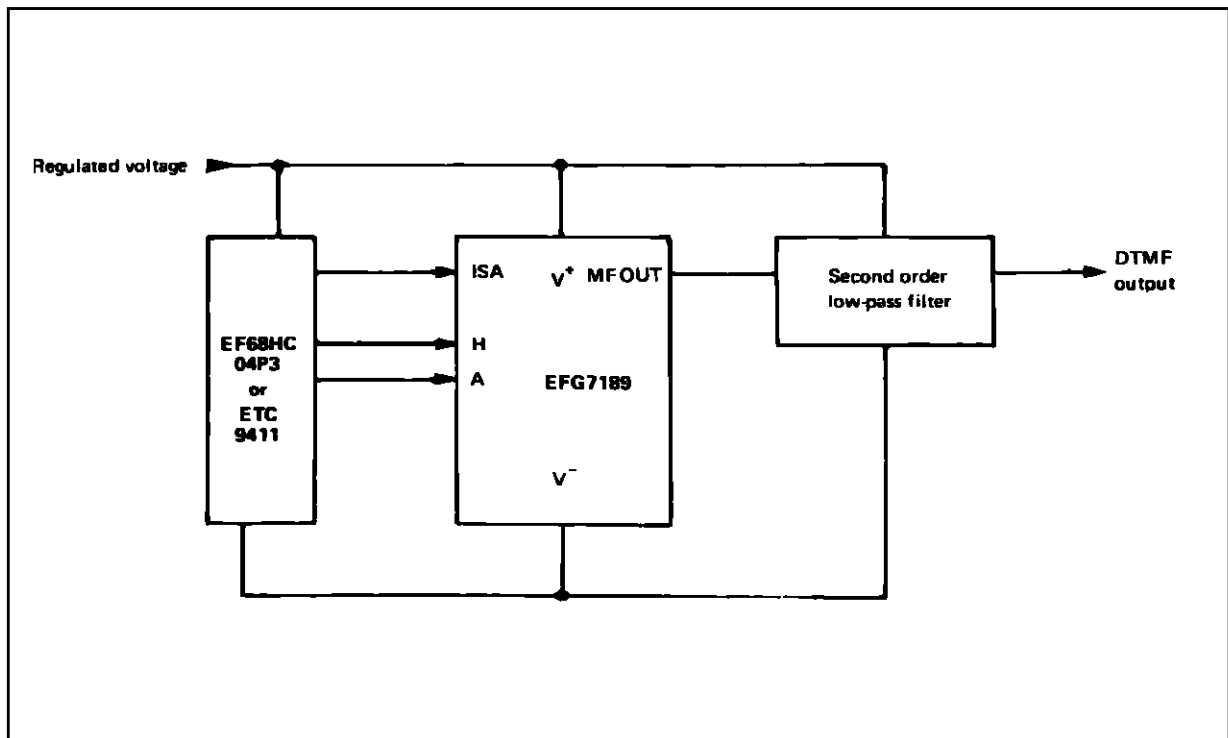 Regulated voltage
EF68HC
04P3
or
ETC
9411
ISA
H
A
V+
MFOUT
EFG7189
V−
Second order
low-pass filter
DTMF
output